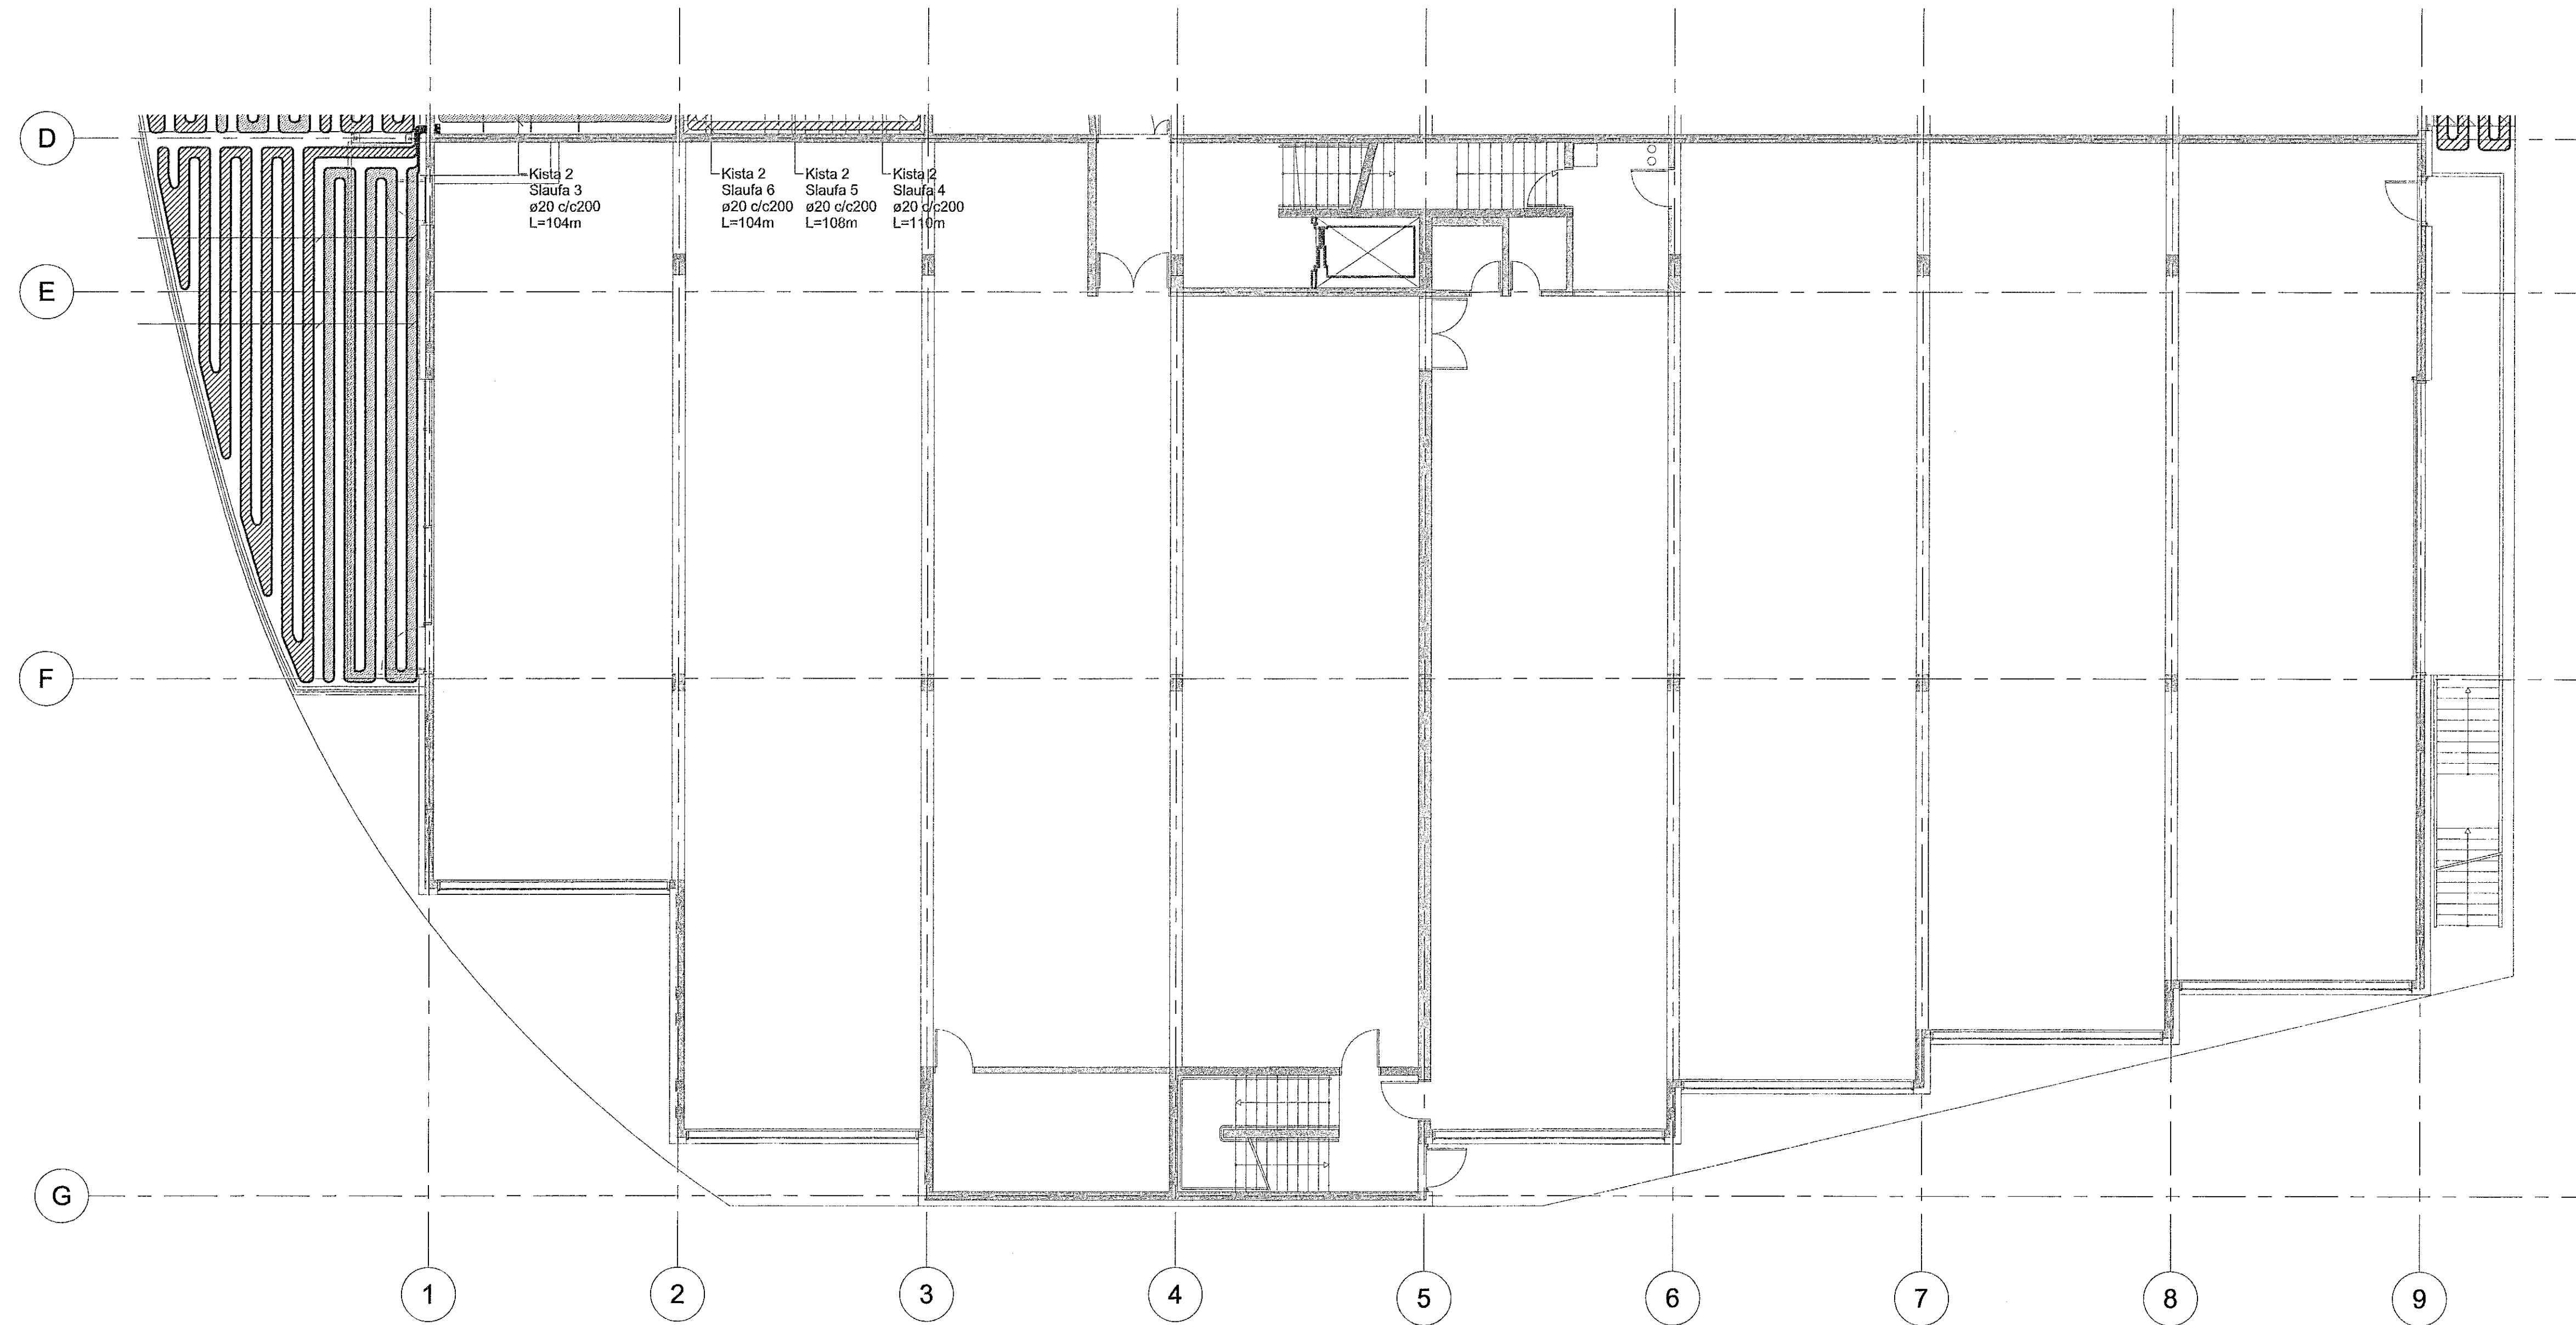 D
Kista 2
Slaufa 3
ø20 c/c200
L=104m
Kista 2
Slaufa 6
ø20 c/c200
L=104m
Kista 2
Slaufa 5
ø20 c/c200
L=108m
Kista 2
Slaufa 4
ø20 c/c200
L=110m
E
F
G
1
2
3
4
5
6
7
8
9